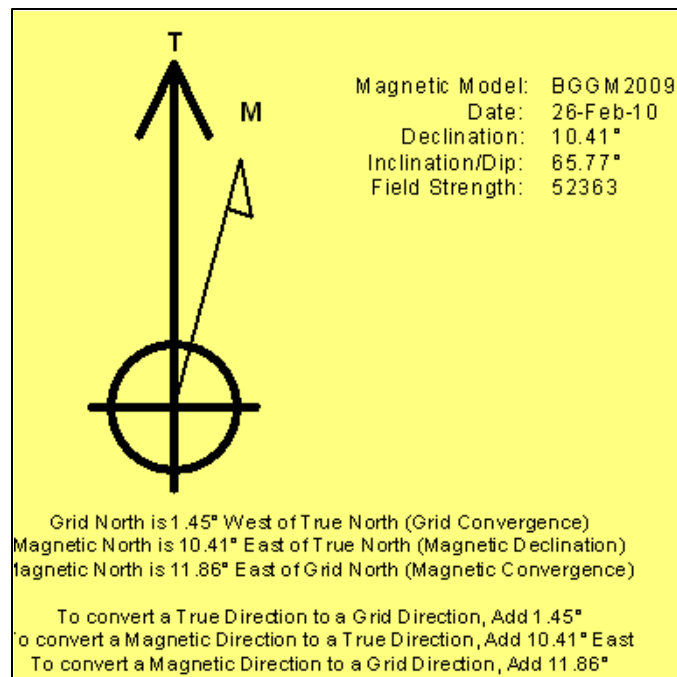 T
M
Magnetic Model: BGGM2009
Date: 26-Feb-10
Declination: 10.41°
Inclination/Dip: 65.77°
Field Strength: 52363
Grid North is 1.45° West of True North (Grid Convergence)
Magnetic North is 10.41° East of True North (Magnetic Declination)
Magnetic North is 11.86° East of Grid North (Magnetic Convergence)
To convert a True Direction to a Grid Direction, Add 1.45°
To convert a Magnetic Direction to a True Direction, Add 10.41° East
To convert a Magnetic Direction to a Grid Direction, Add 11.86°